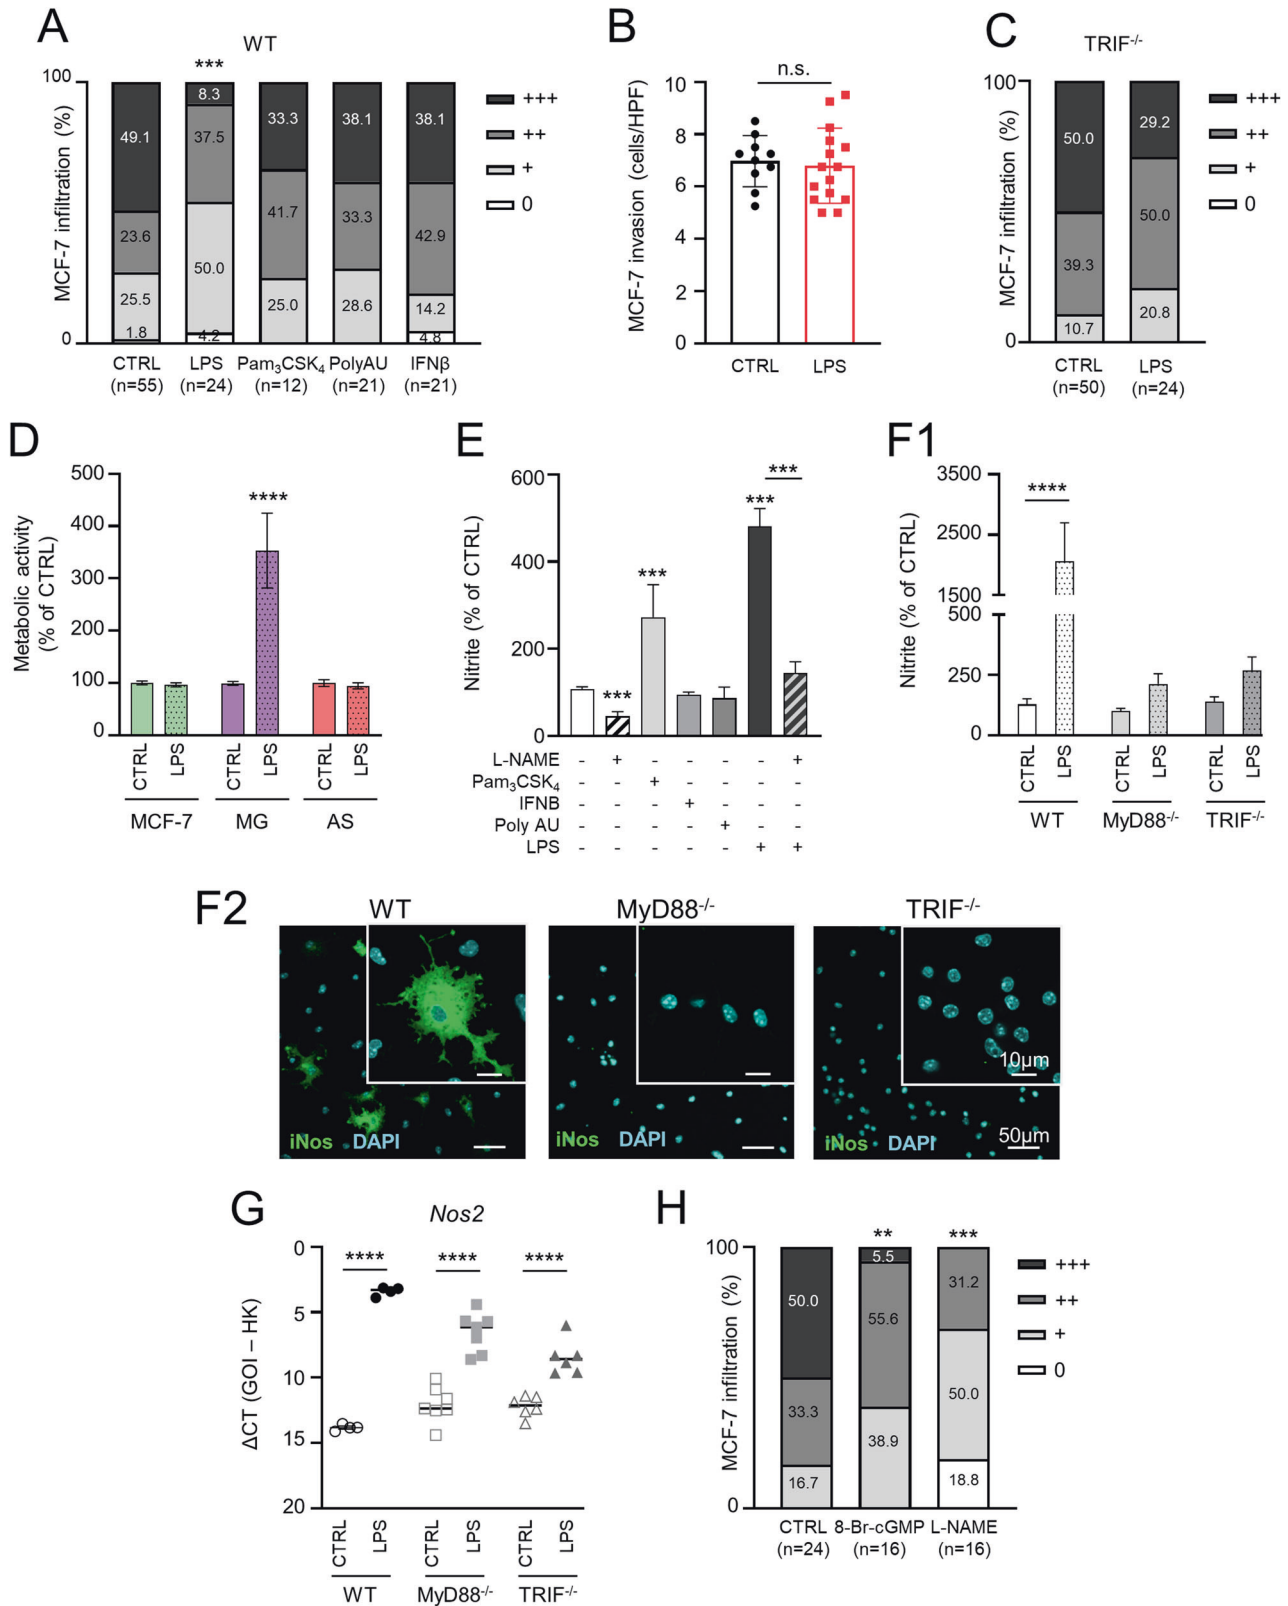 A
WT
MCF-7 infiltration (%)
100
0
***
49.1
23.6
25.5
1.8
8.3
37.5
50.0
4.2
33.3
41.7
25.0
38.1
33.3
28.6
38.1
42.9
14.2
4.8
CTRL LPS Pam₃CSK₄ PolyAU IFNβ
(n=55) (n=24) (n=12) (n=21) (n=21)
+++
++
+
0
B
n.s.
MCF-7 invasion (cells/HPF)
10
8
6
4
2
0
CTRL LPS
C
TRIF⁻/⁻
MCF-7 infiltration (%)
100
0
50.0
39.3
10.7
29.2
50.0
20.8
CTRL LPS
(n=50) (n=24)
+++
++
+
0
D
Metabolic activity
(% of CTRL)
500
400
300
200
100
0
****
CTRL LPS CTRL LPS CTRL LPS
MCF-7 MG AS
E
Nitrite (% of CTRL)
600
400
200
0
***
***
***
***
L-NAME - + - - - - +
Pam₃CSK₄ - - + - - - -
IFNB - - - + - - -
Poly AU - - - - + - -
LPS - - - - - + +
F1
Nitrite (% of CTRL)
3500
2500
1500
500
250
0
****
CTRL LPS CTRL LPS CTRL LPS
WT MyD88⁻/⁻ TRIF⁻/⁻
F2
WT MyD88⁻/⁻ TRIF⁻/⁻
10µm
iNos DAPI
iNos DAPI
iNos DAPI 50µm
G
Nos2
ΔCT (GOI – HK)
0
5
10
15
20
**** **** ****
CTRL LPS CTRL LPS CTRL LPS
WT MyD88⁻/⁻ TRIF⁻/⁻
H
MCF-7 infiltration (%)
100
0
** ***
50.0
33.3
16.7
5.5
55.6
38.9
31.2
50.0
18.8
CTRL 8-Br-cGMP L-NAME
(n=24) (n=16) (n=16)
+++
++
+
0